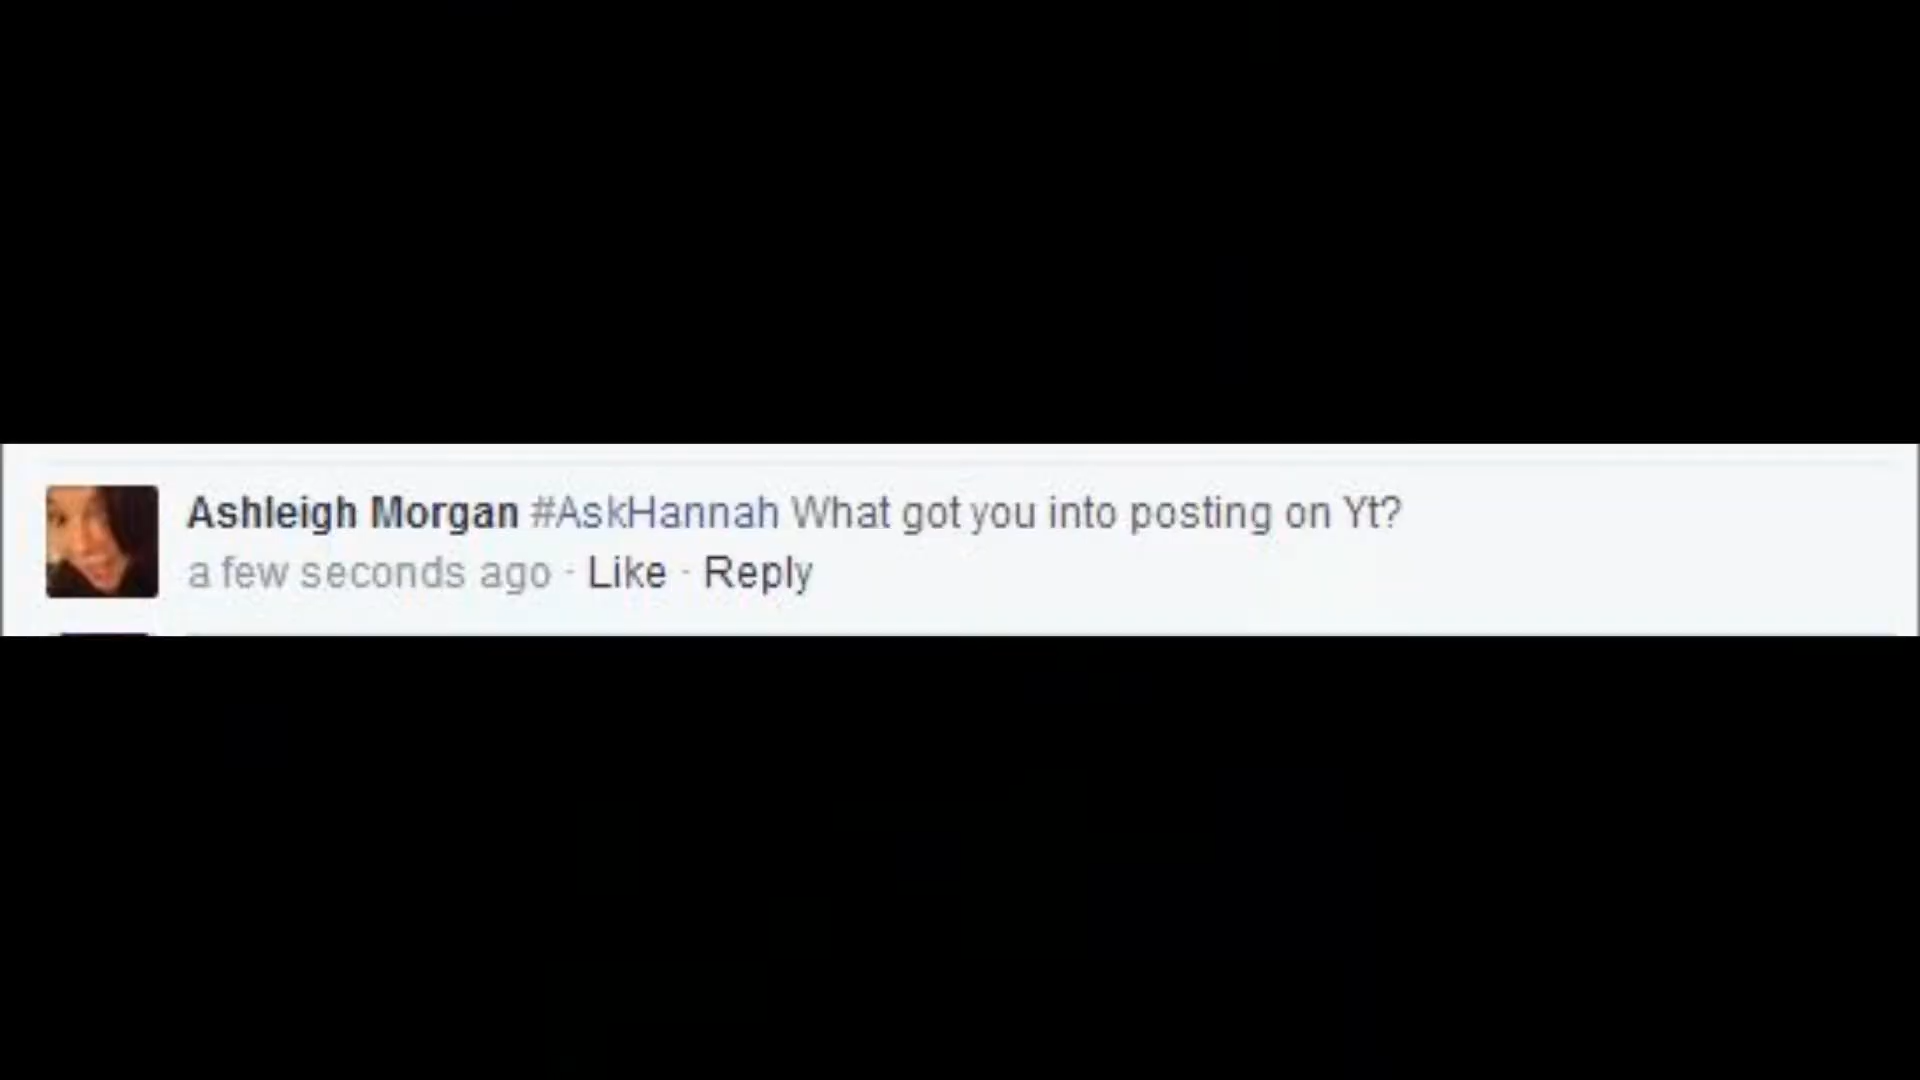 Ashleigh Morgan #AskHannah What got you into posting on Yt?
a few seconds ago · Like · Reply